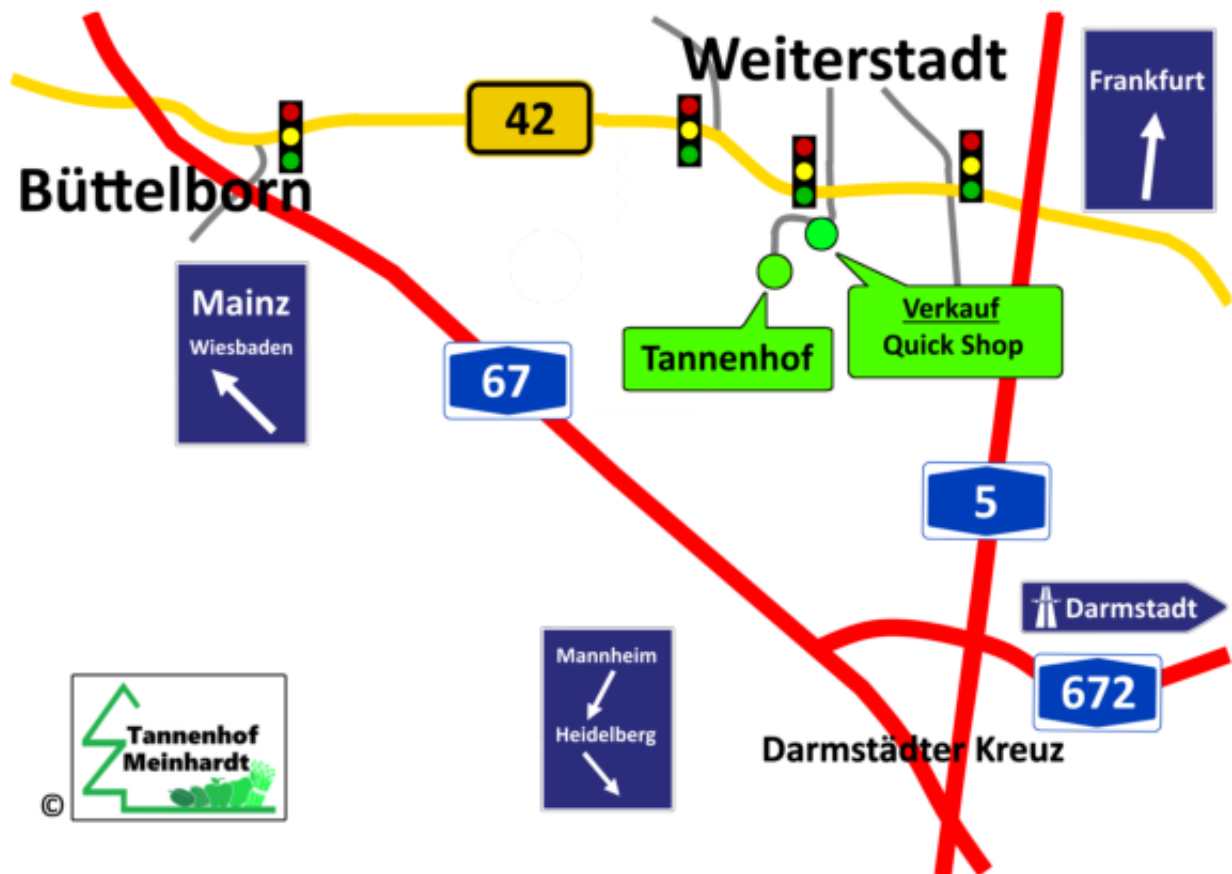 Weiterstadt
Frankfurt
42
Büttelborn
Mainz
Wiesbaden
Verkauf
Quick Shop
Tannenhof
67
5
Darmstadt
Mannheim
Heidelberg
672
Darmstädter Kreuz
Tannenhof
Meinhardt
©